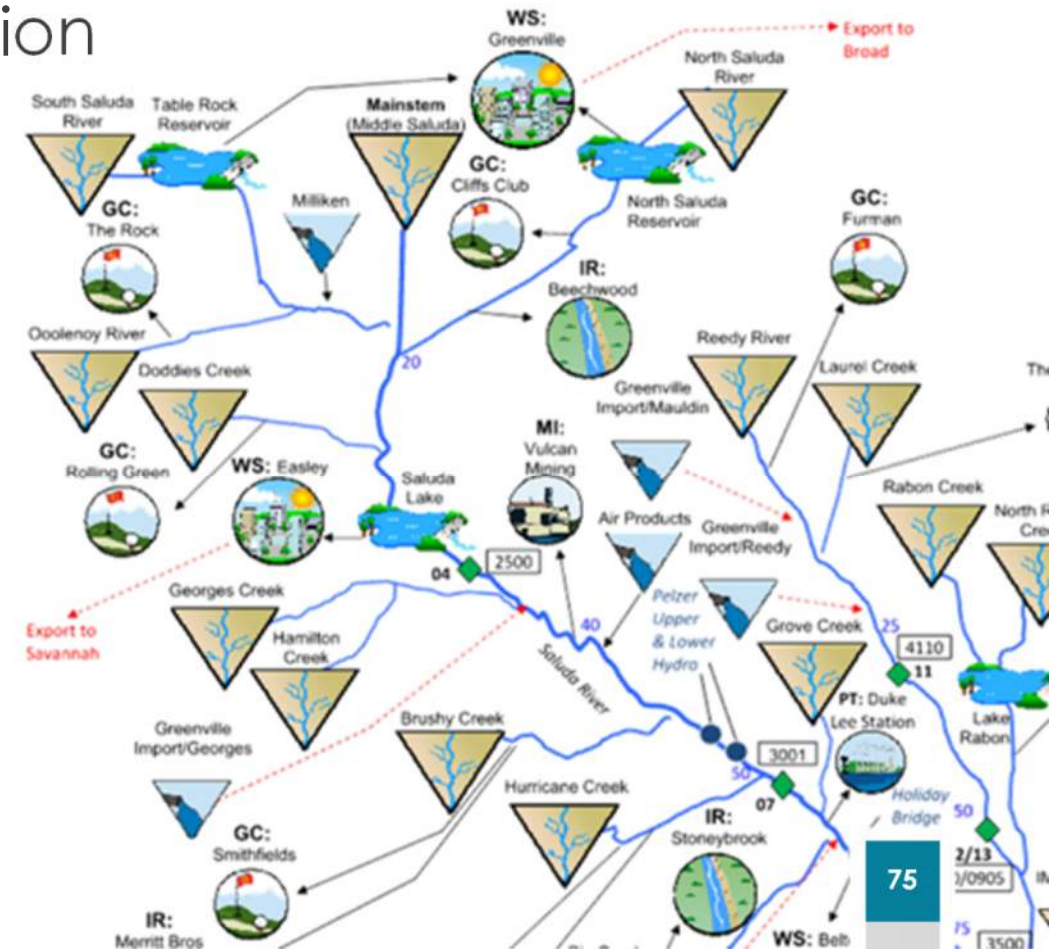 ion
WS:
Greenville
Export to
Broad
North Saluda
River
South Saluda
River
Table Rock
Reservoir
Mainstem
(Middle Saluda)
GC:
Cliffs Club
North Saluda
Reservoir
GC:
The Rock
Milliken
GC:
Furman
IR:
Beechwood
Ooolenoy River
20
Reedy River
Doddies Creek
Laurel Creek
Greenville
Import/Mauldin
MI:
Vulcan
Mining
GC:
Rolling Green
WS: Easley
Saluda
Lake
Rabon Creek
Air Products
Greenville
Import/Reedy
04
2500
Georges Creek
Pelzer
Upper
& Lower
Hydro
Export to
Savannah
Hamilton
Creek
40
Saluda River
Grove Creek
25
4110
11
PT: Duke
Lee Station
Lake
Rabon
Greenville
Import/Georges
Brushy Creek
3001
50
07
Hurricane Creek
Holiday
Bridge
50
IR:
Stoneybrook
GC:
Smithfields
2/13
0/0905
75
IR:
Merritt Bros
WS: Belt
75
3500